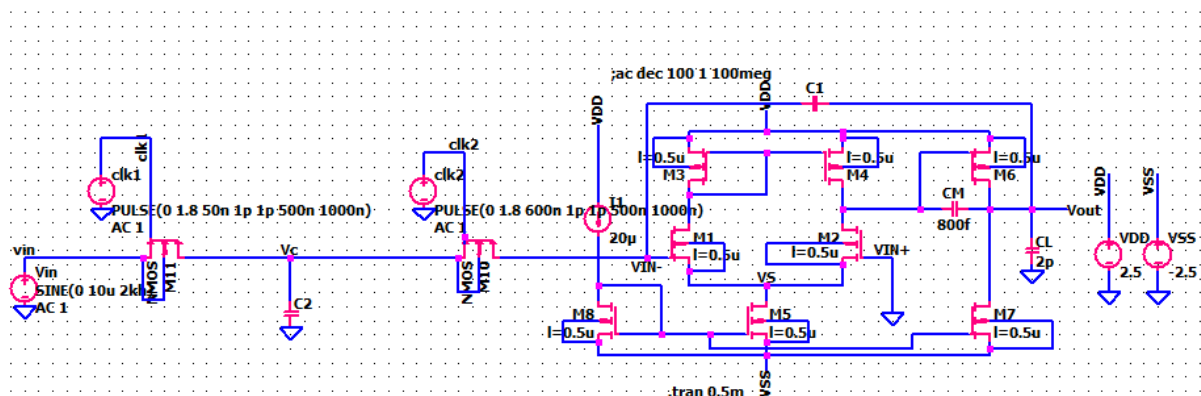 ;ac dec 100 1 100meg
C1
VDD
VDD
clk1
clk2
clk1
clk2
l=0.5u
M3
l=0.5u
M4
l=0.5u
M6
PULSE(0 1.8 50n 1p 1p 500n 1000n)
AC 1
PULSE(0 1.8 600n 1p 1p 500n 1000n)
AC 1
I1
20µ
CM
800f
Vout
VDD
VSS
vin
Vin
SINE(0 10u 2kh
AC 1
NMOS
M11
Vc
C2
NMOS
M10
VIN-
M1
l=0.5u
M2
l=0.5u
VIN+
VS
CL
2p
VDD
2.5
VSS
-2.5
M8
l=0.5u
M5
l=0.5u
M7
l=0.5u
.tran 0.5m
VSS